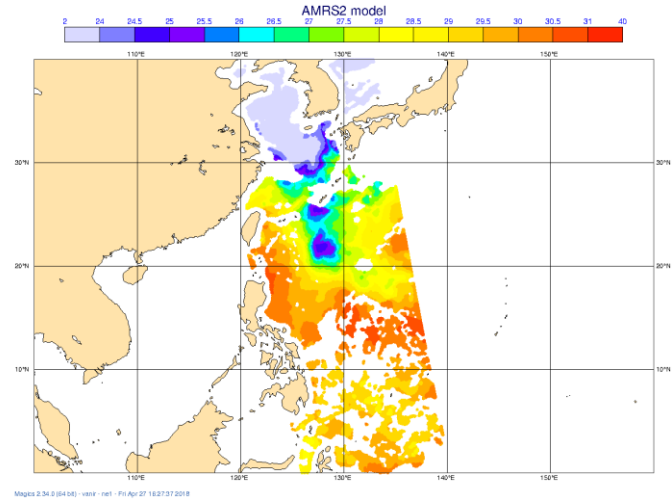 AMRS2 model
2 24 24.5 25 25.5 26 26.5 27 27.5 28 28.5 29 29.5 30 30.5 31 40
110°E 120°E 130°E 140°E 150°E
30°N 30°N
20°N 20°N
10°N 10°N
110°E 120°E 130°E 140°E 150°E
Magics 2.34.0 (64 bit) - vanir - ne1 - Fri Apr 27 16:27:37 2018